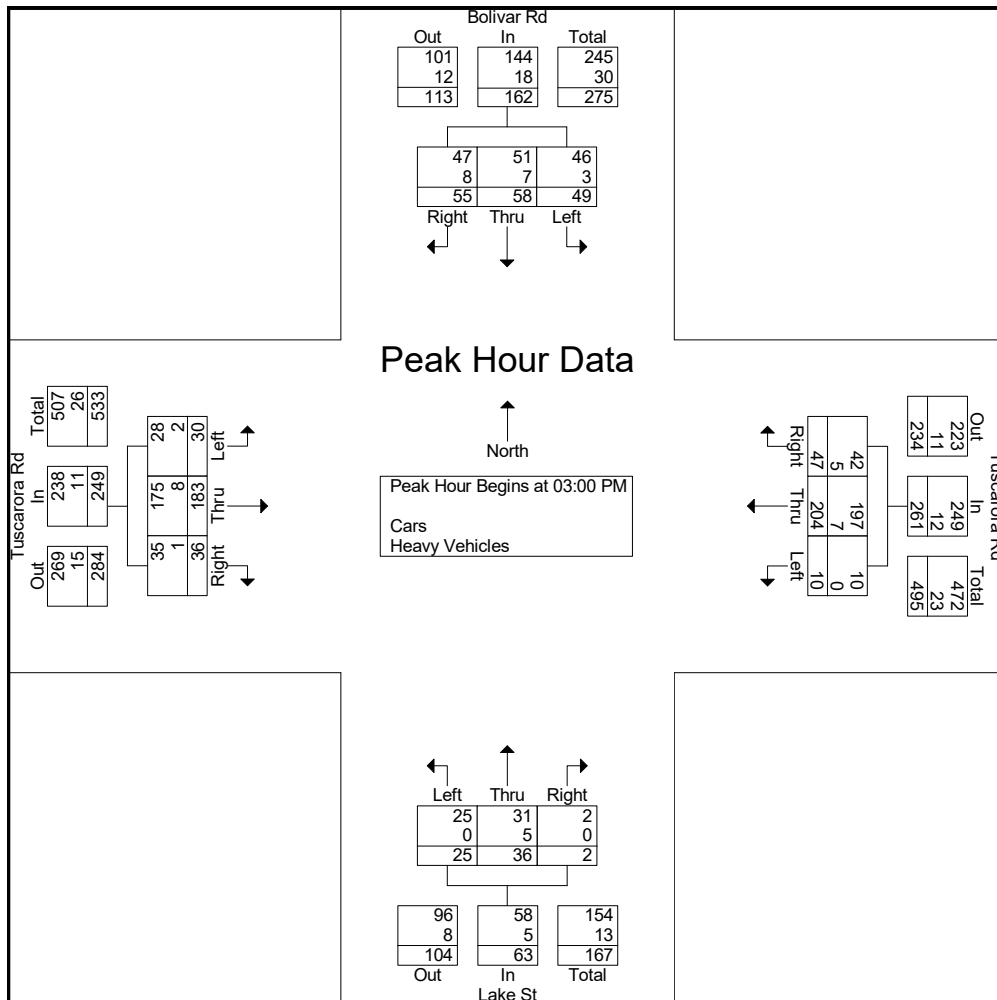 Bolivar Rd
Out In Total
101 144 245
12 18 30
113 162 275
47 51 46
8 7 3
55 58 49
Right Thru Left
Peak Hour Data
North
Peak Hour Begins at 03:00 PM
Cars
Heavy Vehicles
Tuscarora Rd
Out In Total
269 238 507
15 11 26
284 249 533
28 2 30 Left
175 8 183 Thru
35 1 36 Right
Right Thru Left
42 197 10
5 7 0
47 204 10
Out In Total
223 249 472
11 12 23
234 261 495
Tuscarora Rd
Left Thru Right
25 31 2
0 5 0
25 36 2
96 58 154
8 5 13
104 63 167
Out In Total
Lake St